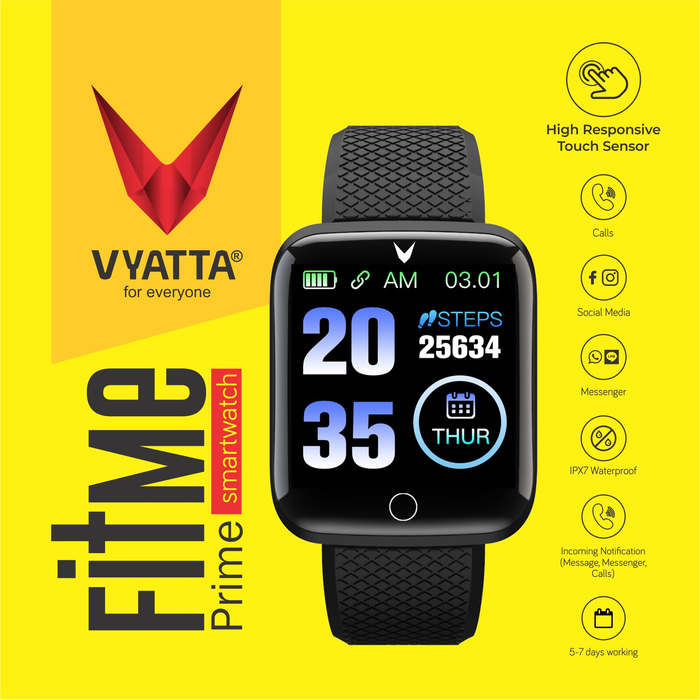 VYATTA®
for everyone
FitMe
Prime smartwatch
AM 03.01
20
35
STEPS
25634
THUR
High Responsive
Touch Sensor
Calls
Social Media
Messenger
IPX7 Waterproof
Incoming Notification
(Message, Messenger,
Calls)
5-7 days working